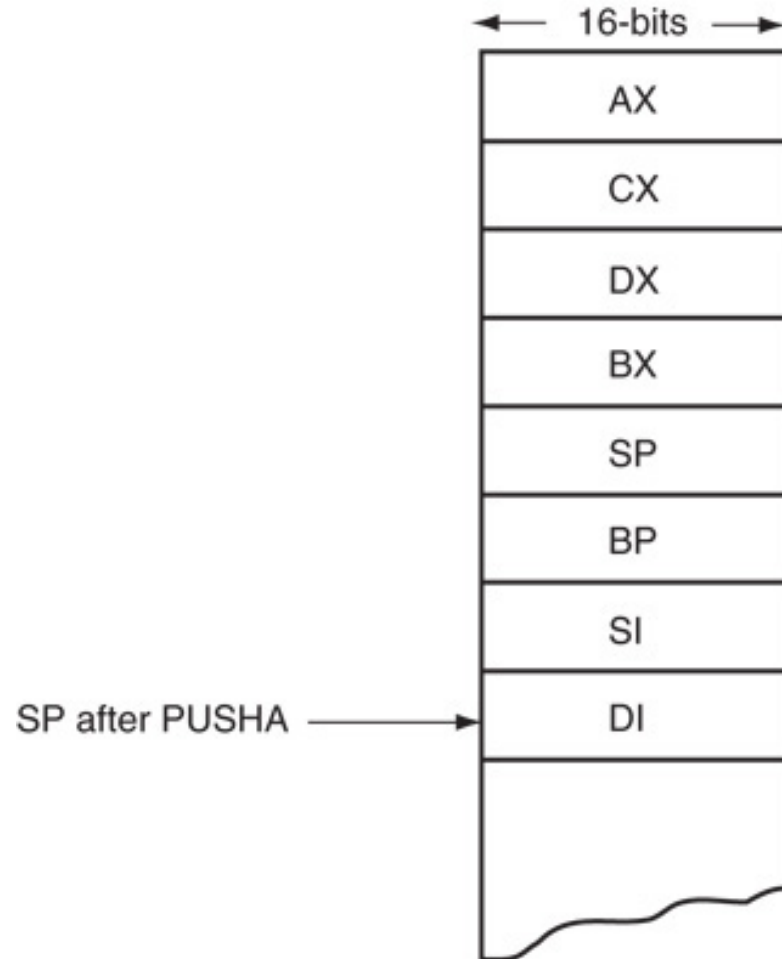 16-bits
AX
CX
DX
BX
SP
BP
SI
SP after PUSHA
DI